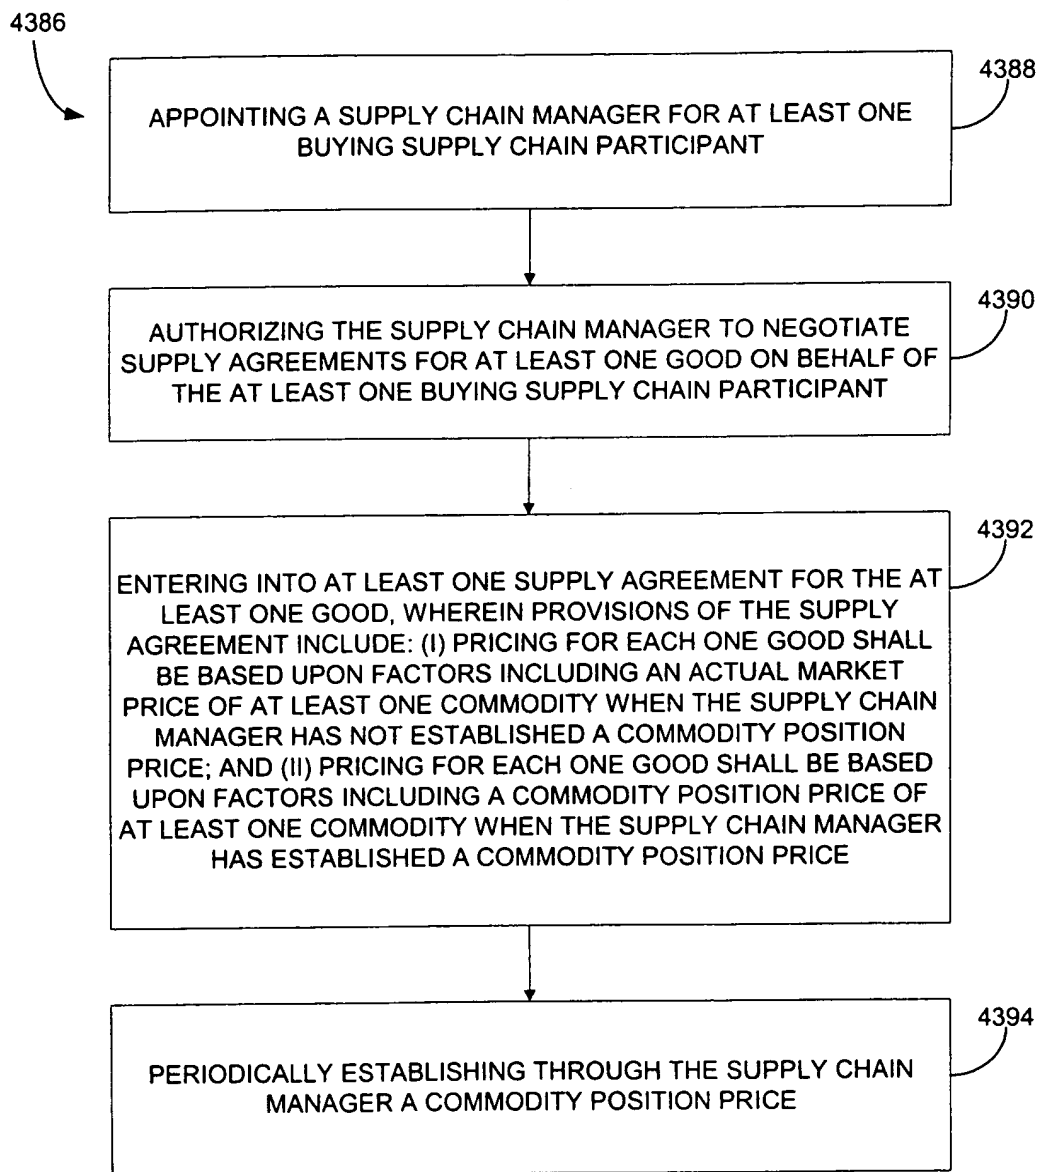 4386
4388
APPOINTING A SUPPLY CHAIN MANAGER FOR AT LEAST ONE
BUYING SUPPLY CHAIN PARTICIPANT
4390
AUTHORIZING THE SUPPLY CHAIN MANAGER TO NEGOTIATE
SUPPLY AGREEMENTS FOR AT LEAST ONE GOOD ON BEHALF OF
THE AT LEAST ONE BUYING SUPPLY CHAIN PARTICIPANT
4392
ENTERING INTO AT LEAST ONE SUPPLY AGREEMENT FOR THE AT
LEAST ONE GOOD, WHEREIN PROVISIONS OF THE SUPPLY
AGREEMENT INCLUDE: (I) PRICING FOR EACH ONE GOOD SHALL
BE BASED UPON FACTORS INCLUDING AN ACTUAL MARKET
PRICE OF AT LEAST ONE COMMODITY WHEN THE SUPPLY CHAIN
MANAGER HAS NOT ESTABLISHED A COMMODITY POSITION
PRICE; AND (II) PRICING FOR EACH ONE GOOD SHALL BE BASED
UPON FACTORS INCLUDING A COMMODITY POSITION PRICE OF
AT LEAST ONE COMMODITY WHEN THE SUPPLY CHAIN MANAGER
HAS ESTABLISHED A COMMODITY POSITION PRICE
4394
PERIODICALLY ESTABLISHING THROUGH THE SUPPLY CHAIN
MANAGER A COMMODITY POSITION PRICE